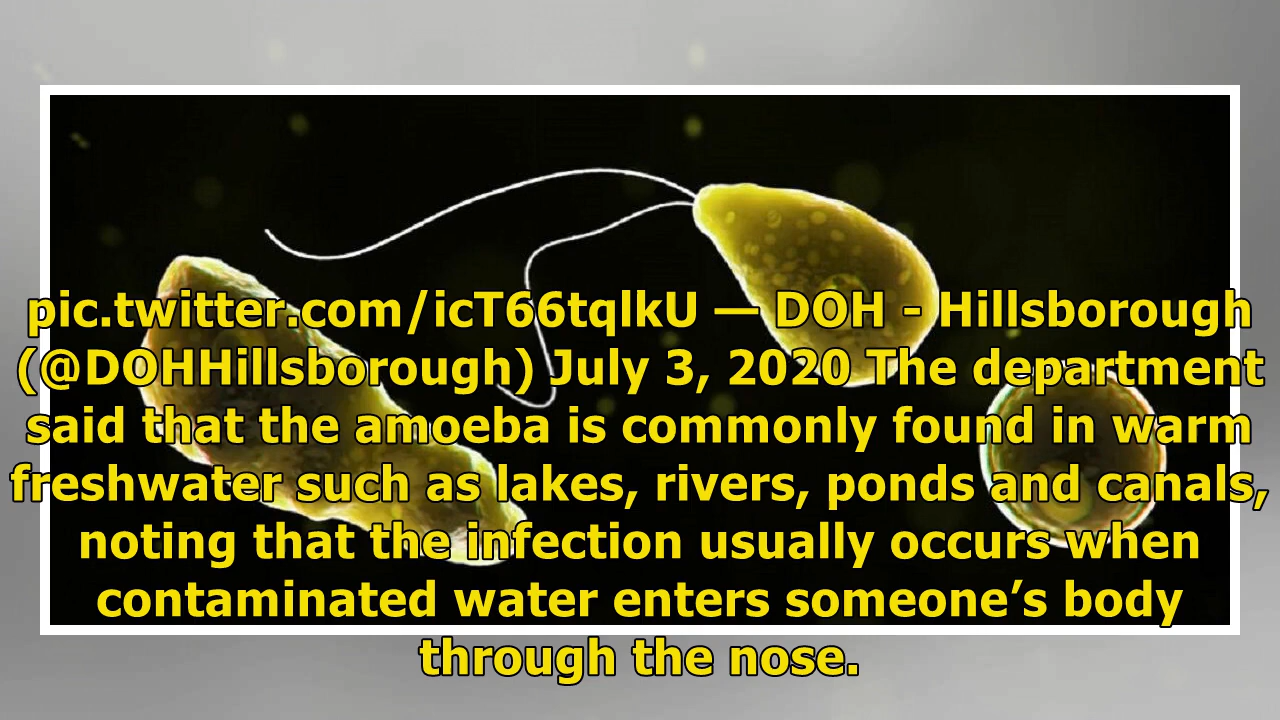 pic.twitter.com/icT66tqlkU — DOH - Hillsborough
(@DOHHillsborough) July 3, 2020 The department
said that the amoeba is commonly found in warm
freshwater such as lakes, rivers, ponds and canals,
noting that the infection usually occurs when
contaminated water enters someone’s body
through the nose.